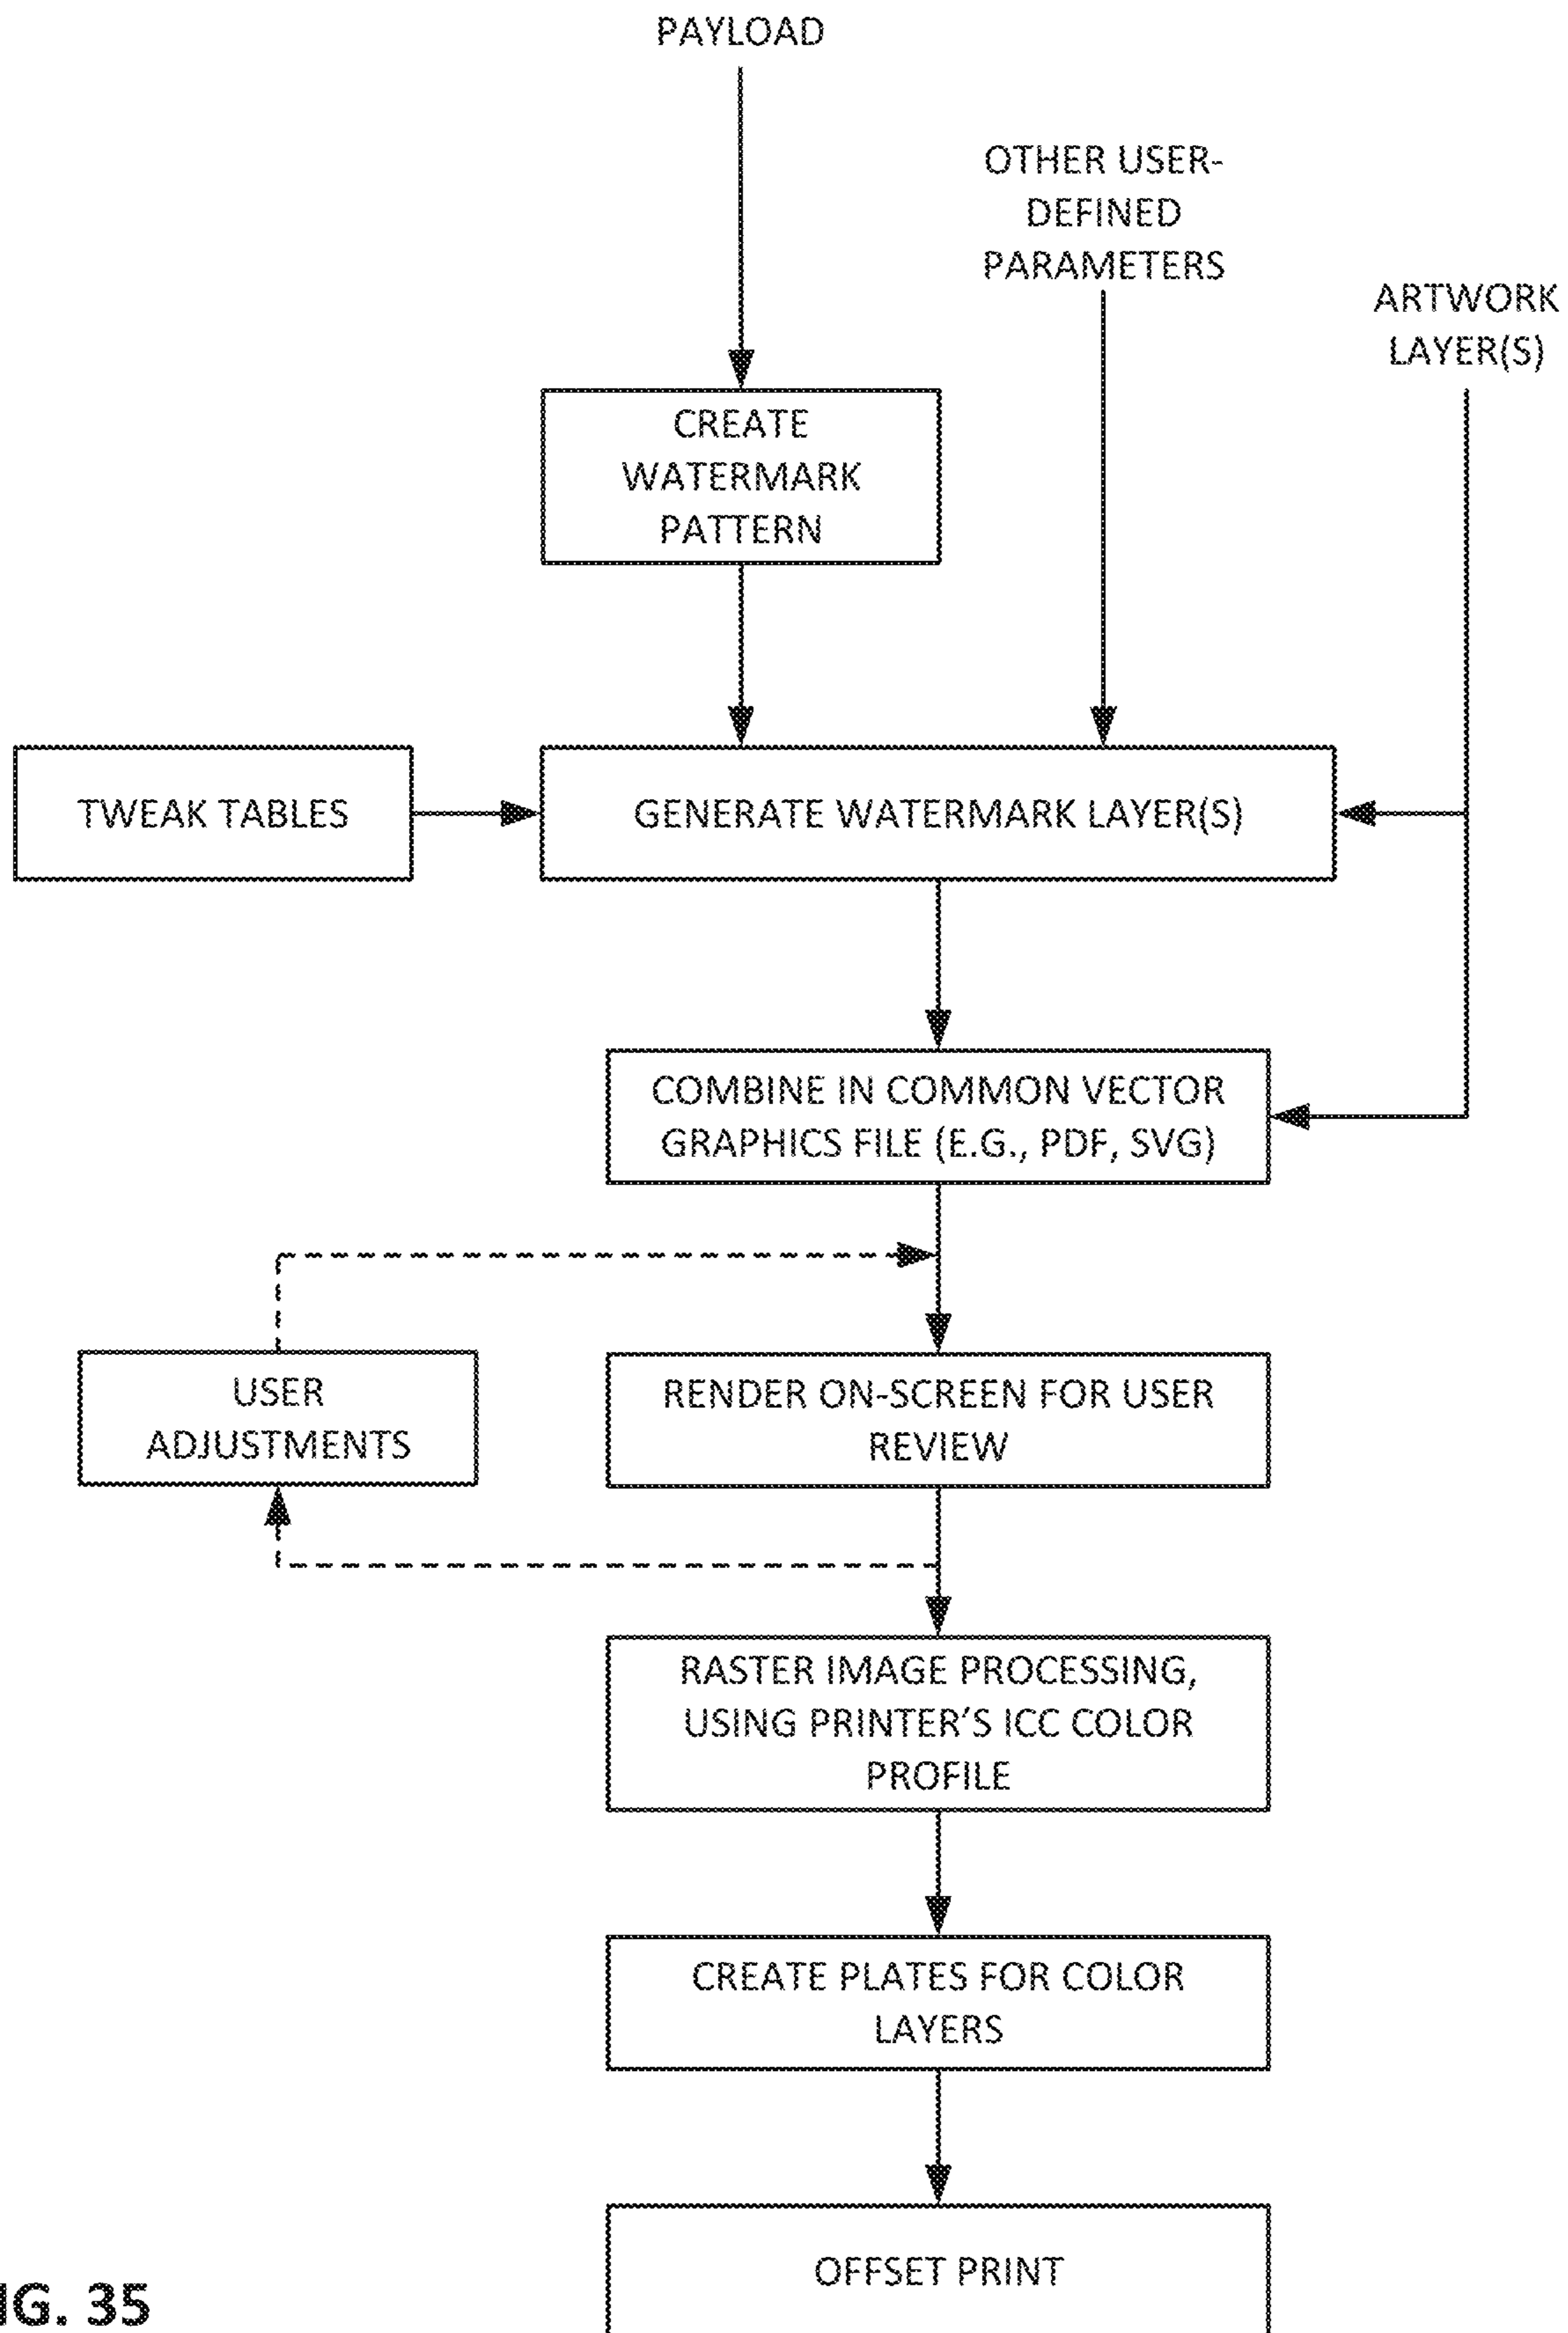 PAYLOAD
OTHER USER-
DEFINED
PARAMETERS
ARTWORK
LAYER(S)
CREATE
WATERMARK
PATTERN
TWEAK TABLES
GENERATE WATERMARK LAYER(S)
COMBINE IN COMMON VECTOR
GRAPHICS FILE (E.G., PDF, SVG)
USER
ADJUSTMENTS
RENDER ON-SCREEN FOR USER
REVIEW
RASTER IMAGE PROCESSING,
USING PRINTER'S ICC COLOR
PROFILE
CREATE PLATES FOR COLOR
LAYERS
OFFSET PRINT
IG. 35